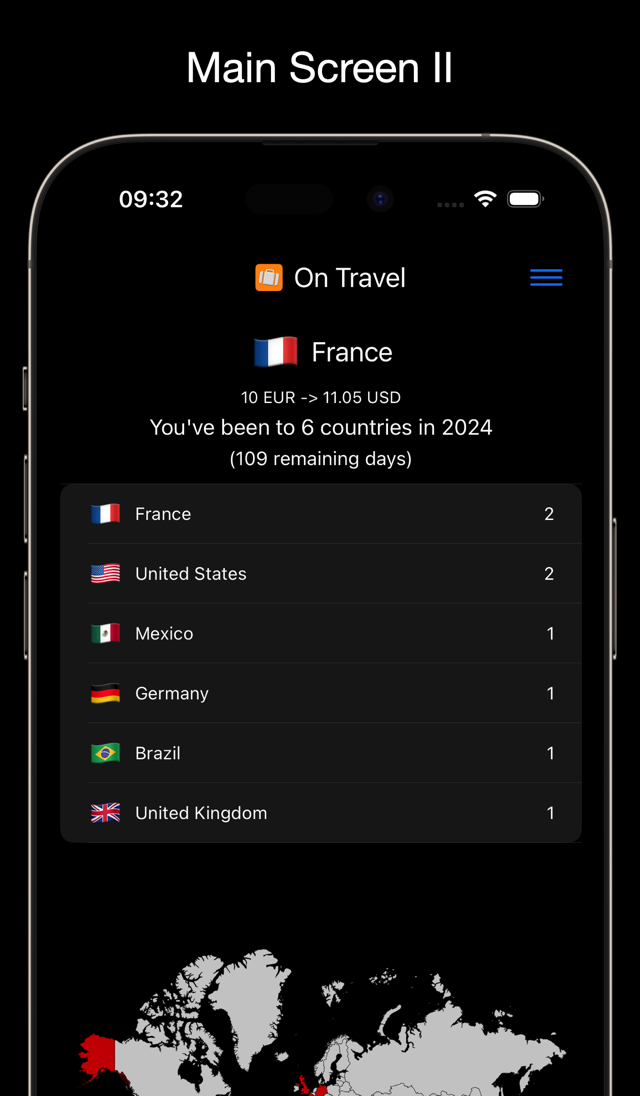 Main Screen II
09:32
On Travel
France
10 EUR -> 11.05 USD
You've been to 6 countries in 2024
(109 remaining days)
France 2
United States 2
Mexico 1
Germany 1
Brazil 1
United Kingdom 1